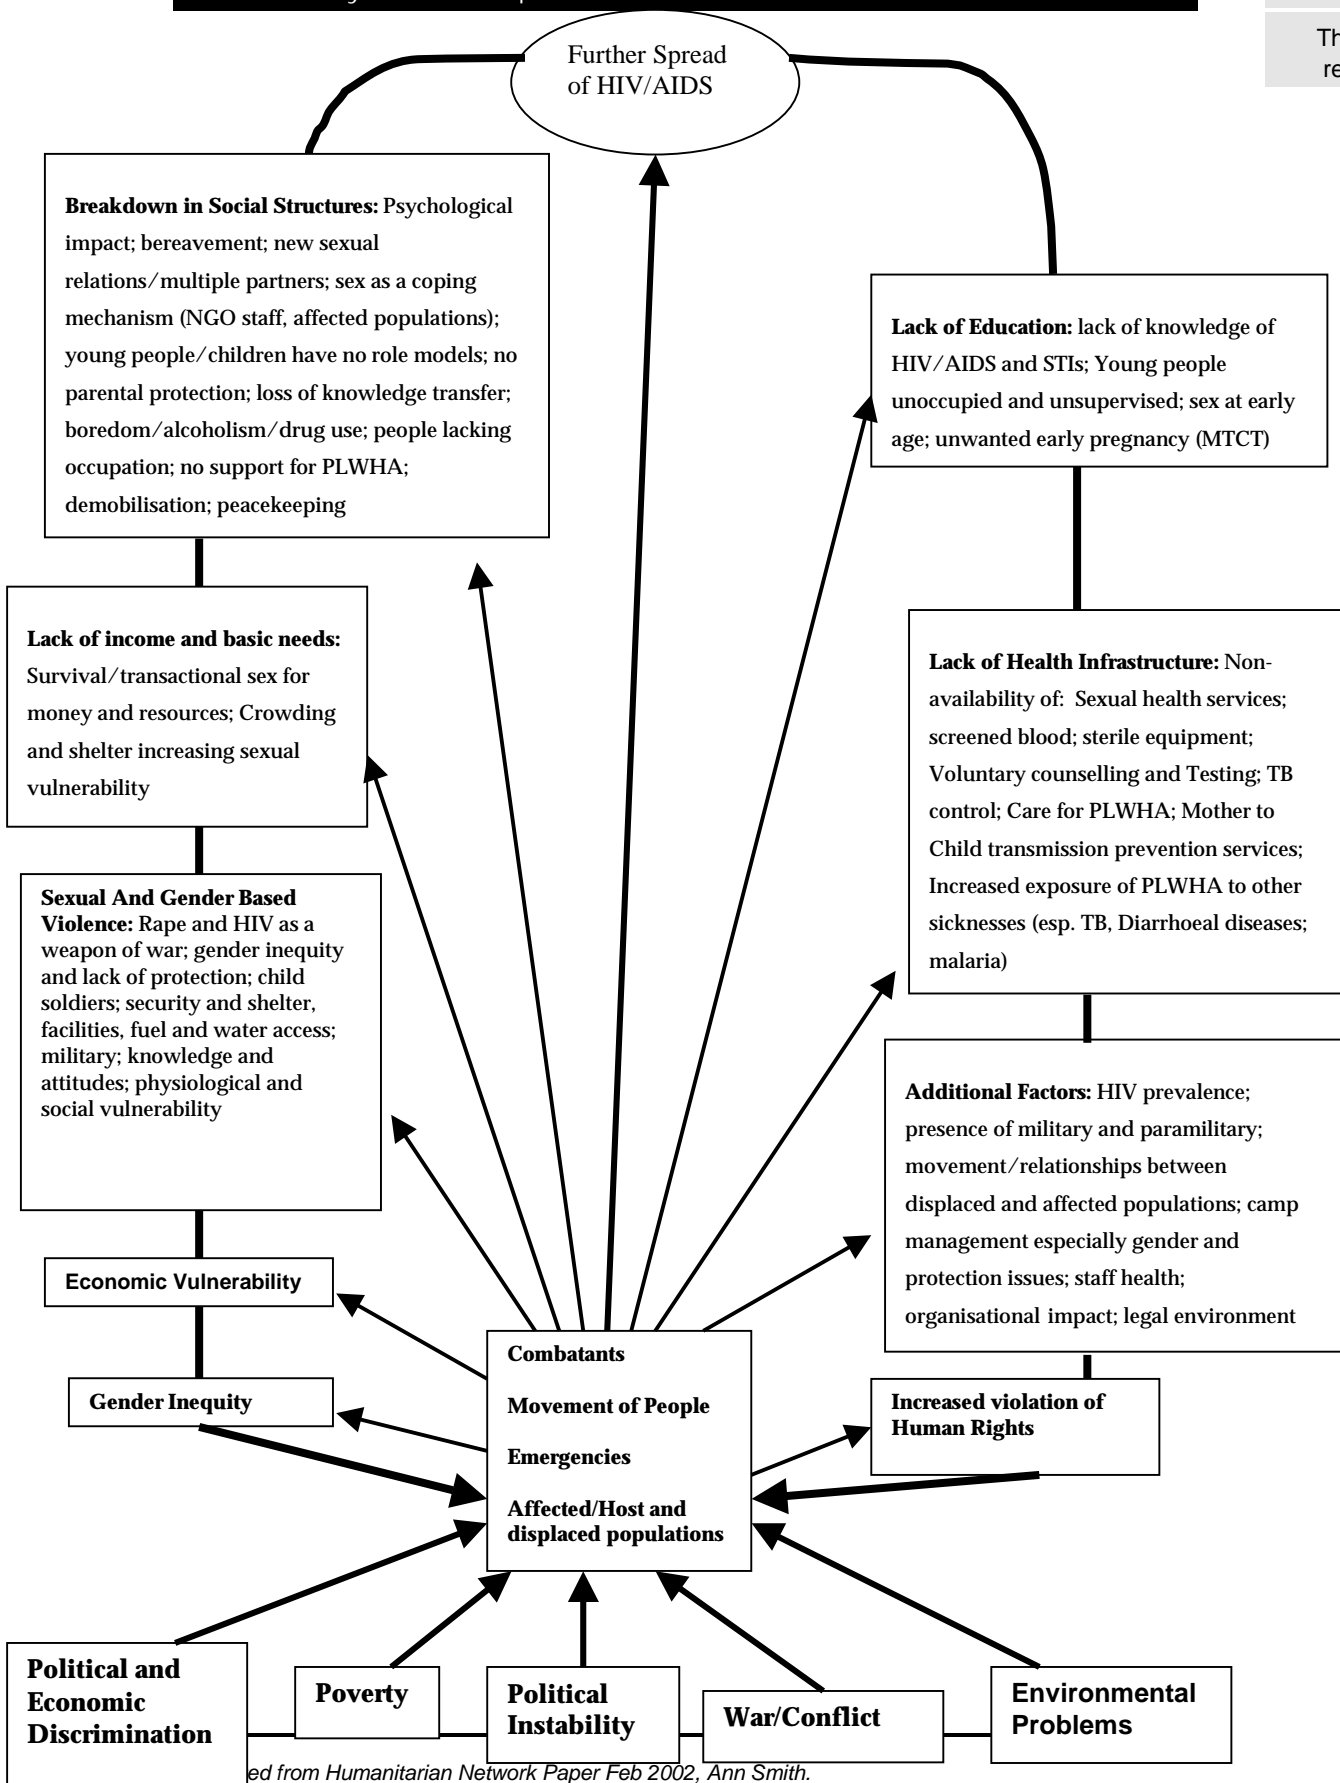 Further Spread
of HIV/AIDS
Breakdown in Social Structures: Psychological
impact; bereavement; new sexual
relations/multiple partners; sex as a coping
mechanism (NGO staff, affected populations);
young people/children have no role models; no
parental protection; loss of knowledge transfer;
boredom/alcoholism/drug use; people lacking
occupation; no support for PLWHA;
demobilisation; peacekeeping
Lack of Education: lack of knowledge of
HIV/AIDS and STIs; Young people
unoccupied and unsupervised; sex at early
age; unwanted early pregnancy (MTCT)
Lack of income and basic needs:
Survival/transactional sex for
money and resources; Crowding
and shelter increasing sexual
vulnerability
Lack of Health Infrastructure: Non-
availability of: Sexual health services;
screened blood; sterile equipment;
Voluntary counselling and Testing; TB
control; Care for PLWHA; Mother to
Child transmission prevention services;
Increased exposure of PLWHA to other
sicknesses (esp. TB, Diarrhoeal diseases;
malaria)
Sexual And Gender Based
Violence: Rape and HIV as a
weapon of war; gender inequity
and lack of protection; child
soldiers; security and shelter,
facilities, fuel and water access;
military; knowledge and
attitudes; physiological and
social vulnerability
Additional Factors: HIV prevalence;
presence of military and paramilitary;
movement/relationships between
displaced and affected populations; camp
management especially gender and
protection issues; staff health;
organisational impact; legal environment
Economic Vulnerability
Gender Inequity
Combatants
Movement of People
Emergencies
Affected/Host and
displaced populations
Increased violation of
Human Rights
Political and
Economic
Discrimination
Poverty
Political
Instability
War/Conflict
Environmental
Problems
ed from Humanitarian Network Paper Feb 2002, Ann Smith.